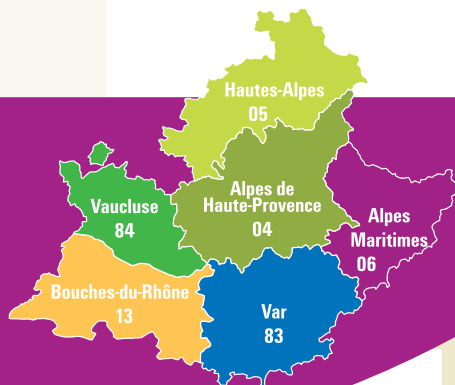 Hautes-Alpes
05
Alpes de
Haute-Provence
04
Vaucluse
84
Alpes
Maritimes
06
Bouches-du-Rhône
13
Var
83